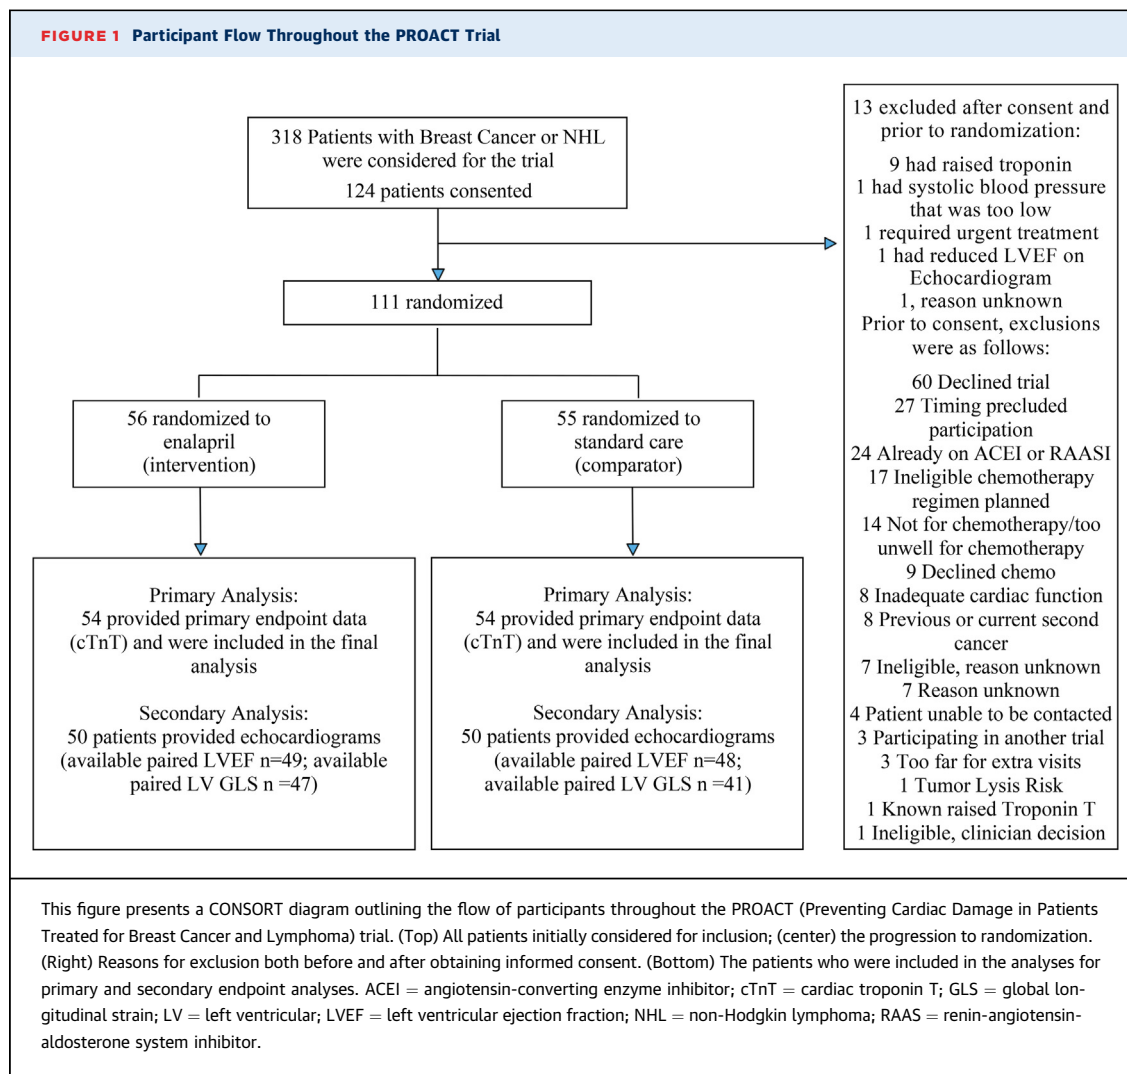 FIGURE 1 Participant Flow Throughout the PROACT Trial
318 Patients with Breast Cancer or NHL
were considered for the trial
124 patients consented
111 randomized
56 randomized to
enalapril
(intervention)
55 randomized to
standard care
(comparator)
Primary Analysis:
54 provided primary endpoint data
(cTnT) and were included in the final
analysis
Secondary Analysis:
50 patients provided echocardiograms
(available paired LVEF n=49; available
paired LV GLS n =47)
Primary Analysis:
54 provided primary endpoint data
(cTnT) and were included in the final
analysis
Secondary Analysis:
50 patients provided echocardiograms
(available paired LVEF n=48;
available paired LV GLS n =41)
13 excluded after consent and
prior to randomization:
9 had raised troponin
1 had systolic blood pressure
that was too low
1 required urgent treatment
1 had reduced LVEF on
Echocardiogram
1, reason unknown
Prior to consent, exclusions
were as follows:
60 Declined trial
27 Timing precluded
participation
24 Already on ACEI or RAASI
17 Ineligible chemotherapy
regimen planned
14 Not for chemotherapy/too
unwell for chemotherapy
9 Declined chemo
8 Inadequate cardiac function
8 Previous or current second
cancer
7 Ineligible, reason unknown
7 Reason unknown
4 Patient unable to be contacted
3 Participating in another trial
3 Too far for extra visits
1 Tumor Lysis Risk
1 Known raised Troponin T
1 Ineligible, clinician decision
This figure presents a CONSORT diagram outlining the flow of participants throughout the PROACT (Preventing Cardiac Damage in Patients
Treated for Breast Cancer and Lymphoma) trial. (Top) All patients initially considered for inclusion; (center) the progression to randomization.
(Right) Reasons for exclusion both before and after obtaining informed consent. (Bottom) The patients who were included in the analyses for
primary and secondary endpoint analyses. ACEI = angiotensin-converting enzyme inhibitor; cTnT = cardiac troponin T; GLS = global lon-
gitudinal strain; LV = left ventricular; LVEF = left ventricular ejection fraction; NHL = non-Hodgkin lymphoma; RAAS = renin-angiotensin-
aldosterone system inhibitor.